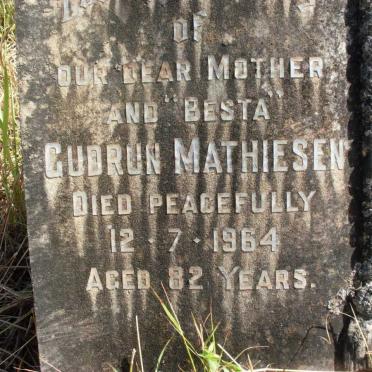 OF
OUR DEAR MOTHER
AND "BESTA"
GUDRUN MATHIESEN
DIED PEACEFULLY
12·7·1964
AGED 82 YEARS.